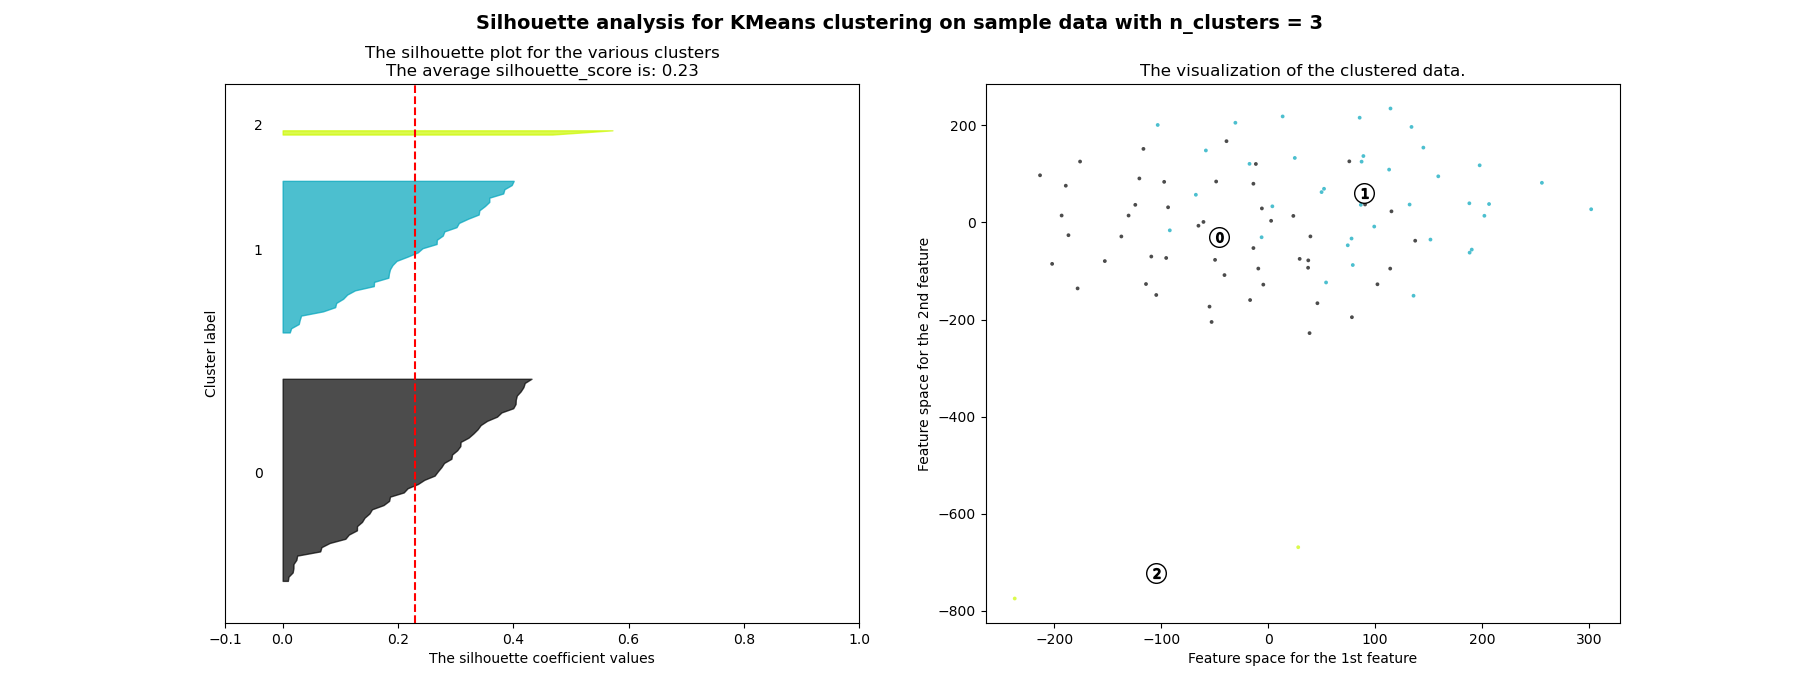 Silhouette analysis for KMeans clustering on sample data with n_clusters = 3
The silhouette plot for the various clusters
The average silhouette_score is: 0.23
2
1
0
Cluster label
−0.1 0.0 0.2 0.4 0.6 0.8 1.0
The silhouette coefficient values
The visualization of the clustered data.
200
0
−200
−400
−600
−800
Feature space for the 2nd feature
1
0
2
−200 −100 0 100 200 300
Feature space for the 1st feature